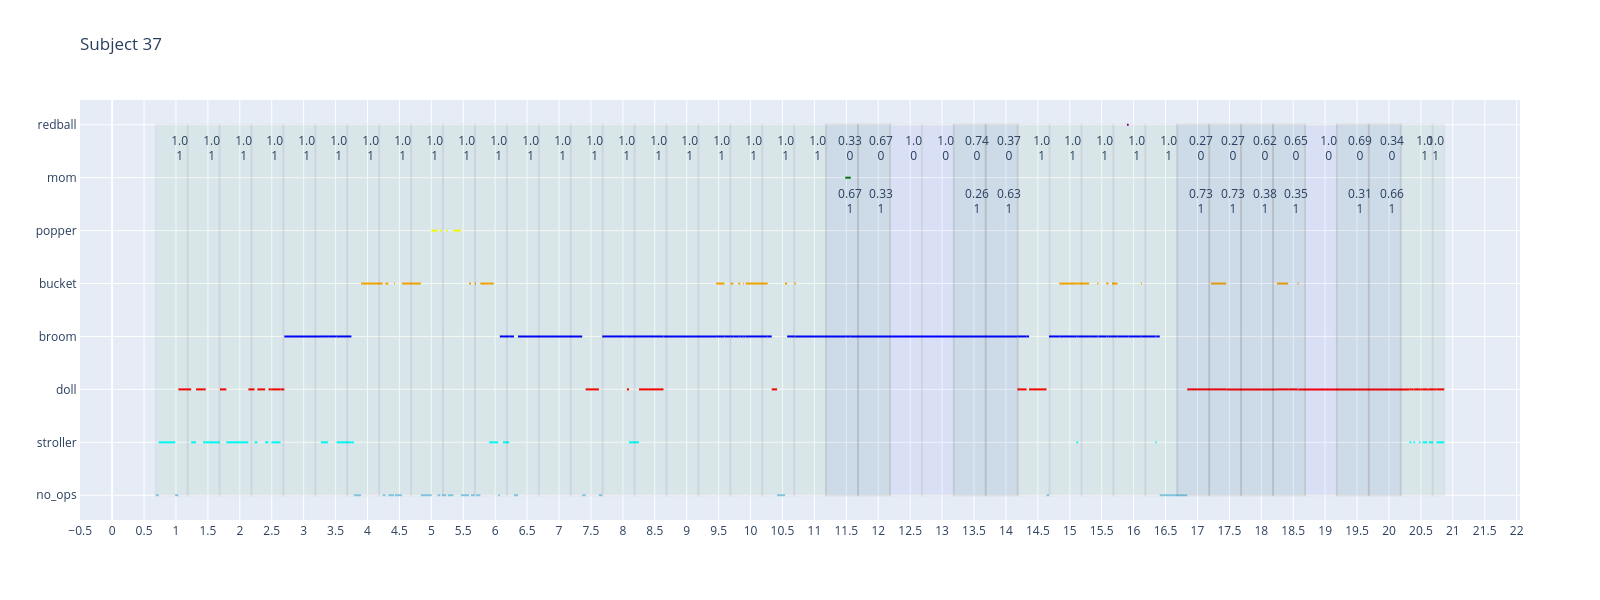 Subject 37
redball
1.0 1.0 1.0 1.0 1.0 1.0 1.0 1.0 1.0 1.0 1.0 1.0 1.0 1.0 1.0 1.0 1.0 1.0 1.0 1.0 1.0 0.33 0.67 1.0 1.0 0.74 0.37 1.0 1.0 1.0 1.0 1.0 0.27 0.27 0.62 0.65 1.0 0.69 0.34 1.0 1.0
1 1 1 1 1 1 1 1 1 1 1 1 1 1 1 1 1 1 1 1 1 0 0 0 0 0 0 1 1 1 1 1 0 0 0 0 0 0 0 1 1
mom
0.67 0.33 0.26 0.63 0.73 0.73 0.38 0.35 0.31 0.66
1 1 1 1 1 1 1 1 1 1
popper
bucket
broom
doll
stroller
no_ops
−0.5 0 0.5 1 1.5 2 2.5 3 3.5 4 4.5 5 5.5 6 6.5 7 7.5 8 8.5 9 9.5 10 10.5 11 11.5 12 12.5 13 13.5 14 14.5 15 15.5 16 16.5 17 17.5 18 18.5 19 19.5 20 20.5 21 21.5 22